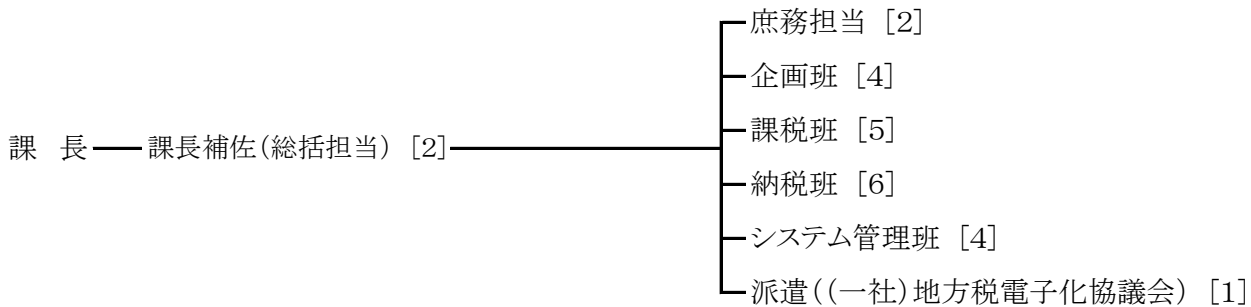 庶務担当 [2]
企画班 [4]
課税班 [5]
課 長 課長補佐(総括担当) [2]
納税班 [6]
システム管理班 [4]
派遣((一社)地方税電子化協議会) [1]